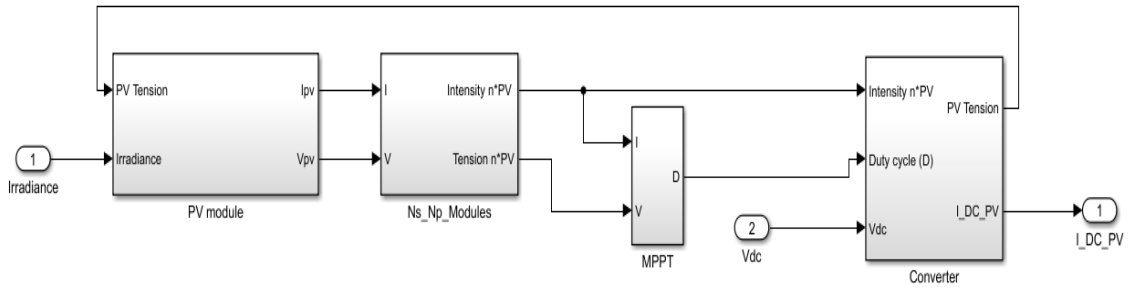 1
Irradiance
PV Tension
Irradiance
Ipv
Vpv
PV module
I
V
Intensity n*PV
Tension n*PV
Ns_Np_Modules
I
V
D
MPPT
2
Vdc
Intensity n*PV
Duty cycle (D)
Vdc
PV Tension
I_DC_PV
Converter
1
I_DC_PV